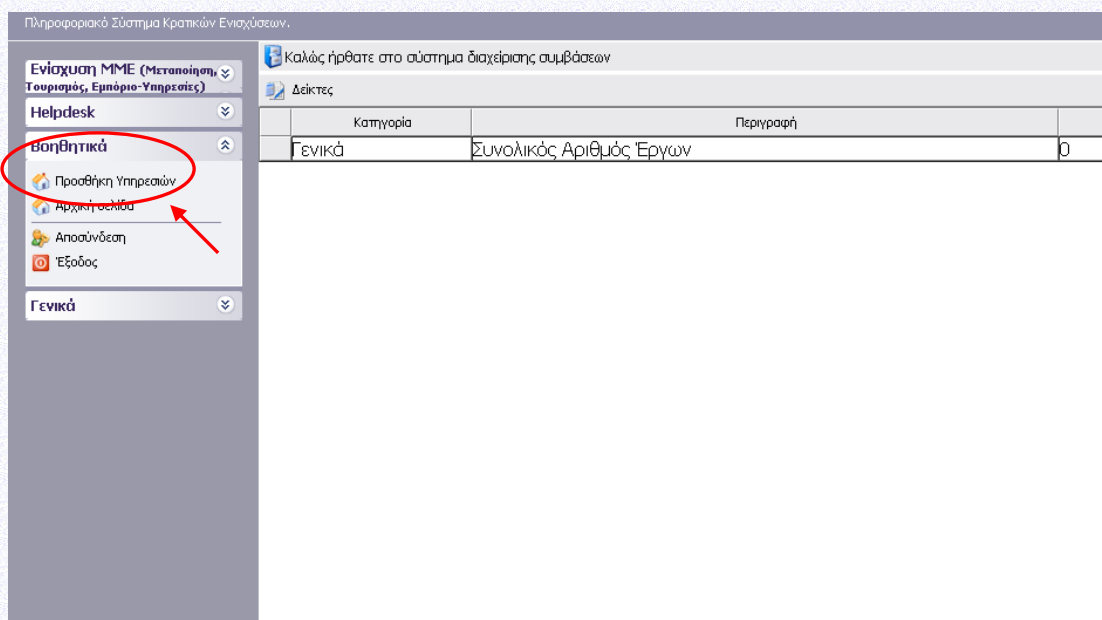 Πληροφοριακό Σύστημα Κρατικών Ενισχύσεων.
Ενίσχυση ΜΜΕ (Μεταποίηση,
Τουρισμός, Εμπόριο-Υπηρεσίες)
Helpdesk
Βοηθητικά
Προσθήκη Υπηρεσιών
Αρχική σελίδα
Αποσύνδεση
Έξοδος
Γενικά
Καλώς ήρθατε στο σύστημα διαχείρισης συμβάσεων
Δείκτες
Κατηγορία Περιγραφή
Γενικά Συνολικός Αριθμός Έργων 0